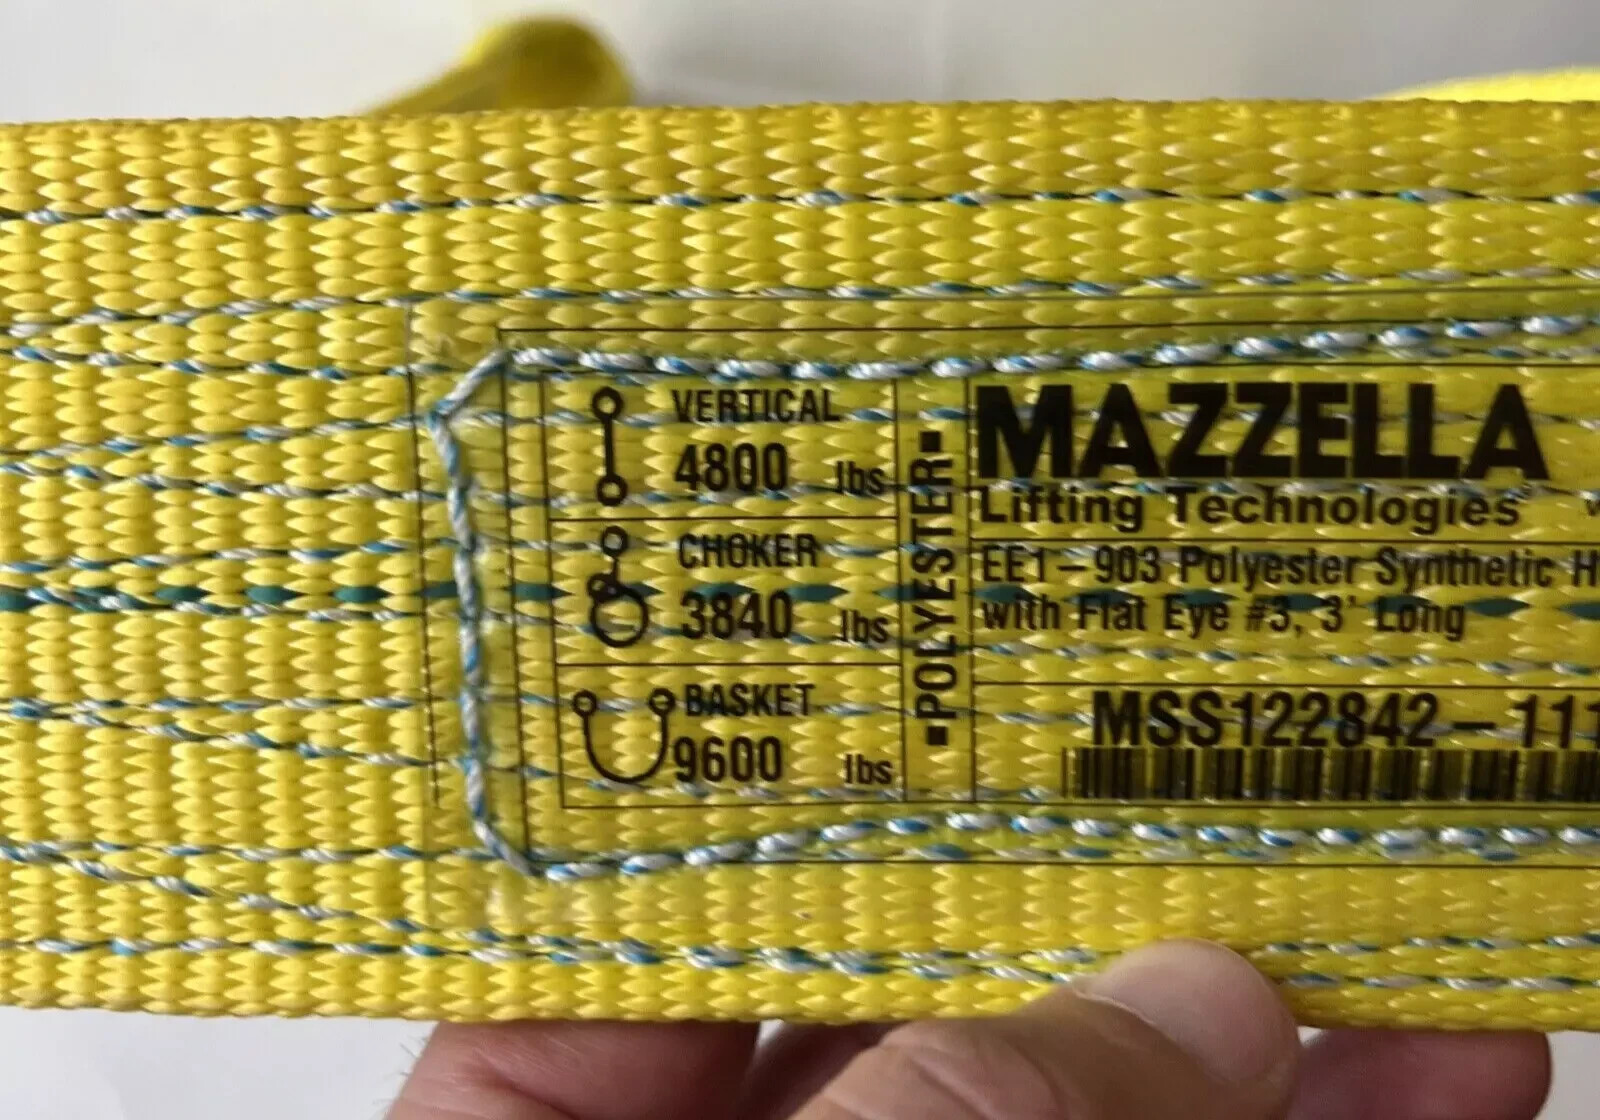 VERTICAL
4800 lbs
CHOKER
3840 lbs
BASKET
9600 lbs
▪POLYESTER▪
MAZZELLA
Lifting Technologies
EE1-903 Polyester Synthetic
with Flat Eye #3, 3' Long
MSS122842-111